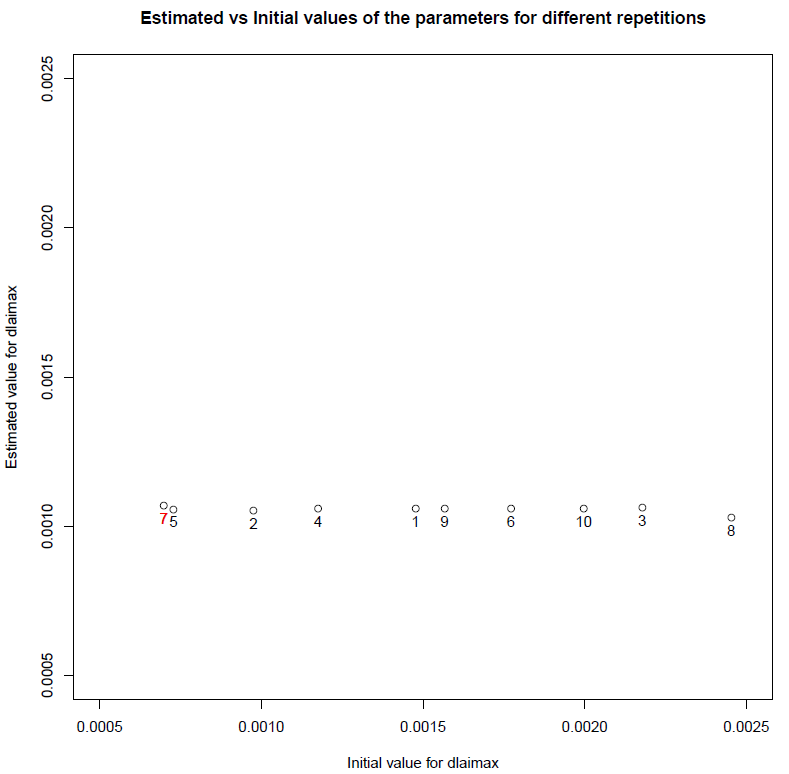 Estimated vs Initial values of the parameters for different repetitions
Estimated value for dlaimax
0.0025
0.0020
0.0015
0.0010
0.0005
7 5 2 4 1 9 6 10 3 8
0.0005 0.0010 0.0015 0.0020 0.0025
Initial value for dlaimax